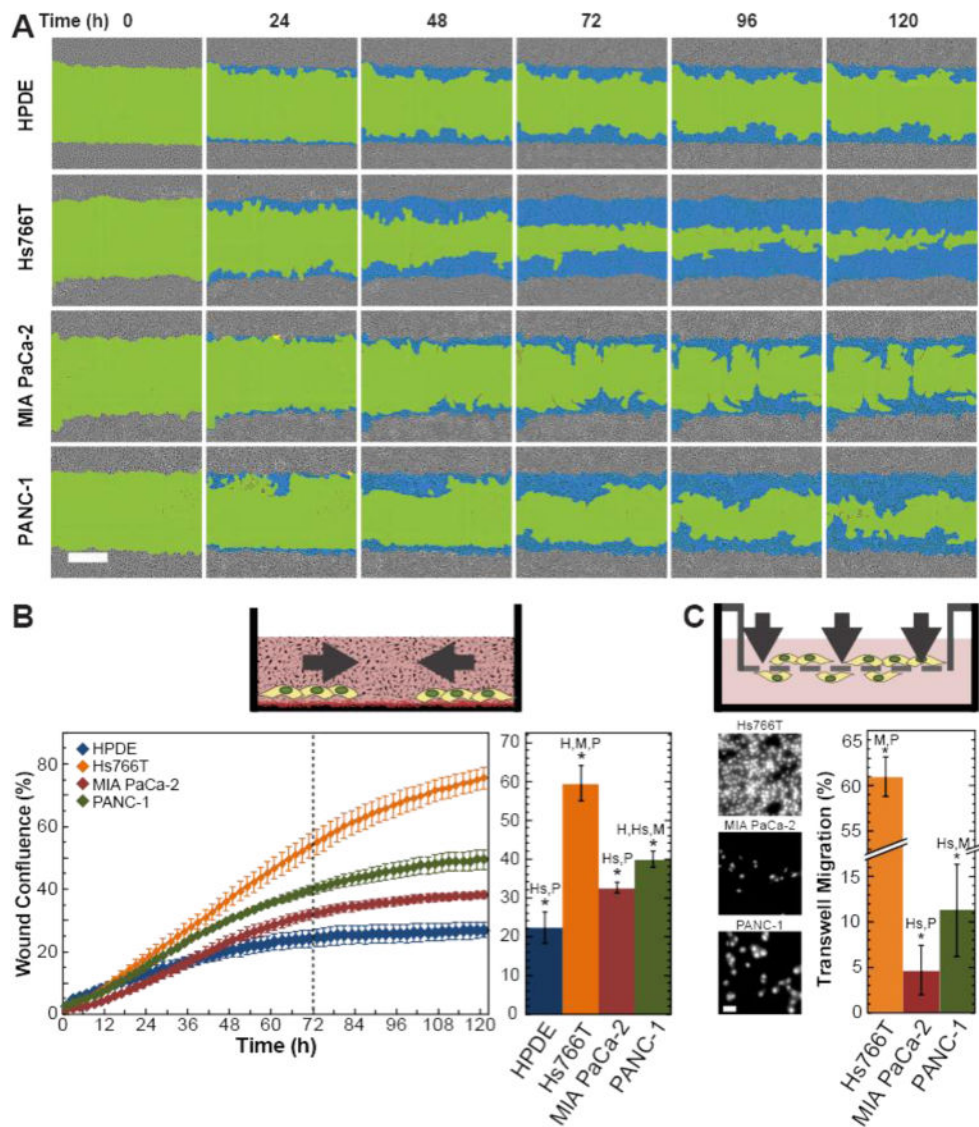 A
Time (h) 0 24 48 72 96 120
HPDE
Hs766T
MIA PaCa-2
PANC-1
B
HPDE
Hs766T
MIA PaCa-2
PANC-1
Wound Confluence (%)
80
60
40
20
0
0 12 24 36 48 60 72 84 96 108 120
Time (h)
70
60
50
40
30
20
10
0
Hs,P
*
H,M,P
*
Hs,P
*
H,Hs,M
*
HPDE
Hs766T
MIA PaCa-2
PANC-1
C
Hs766T
MIA PaCa-2
PANC-1
Transwell Migration (%)
65
60
55
15
10
5
0
M,P
*
Hs,P
*
Hs,M
*
Hs766T
MIA PaCa-2
PANC-1